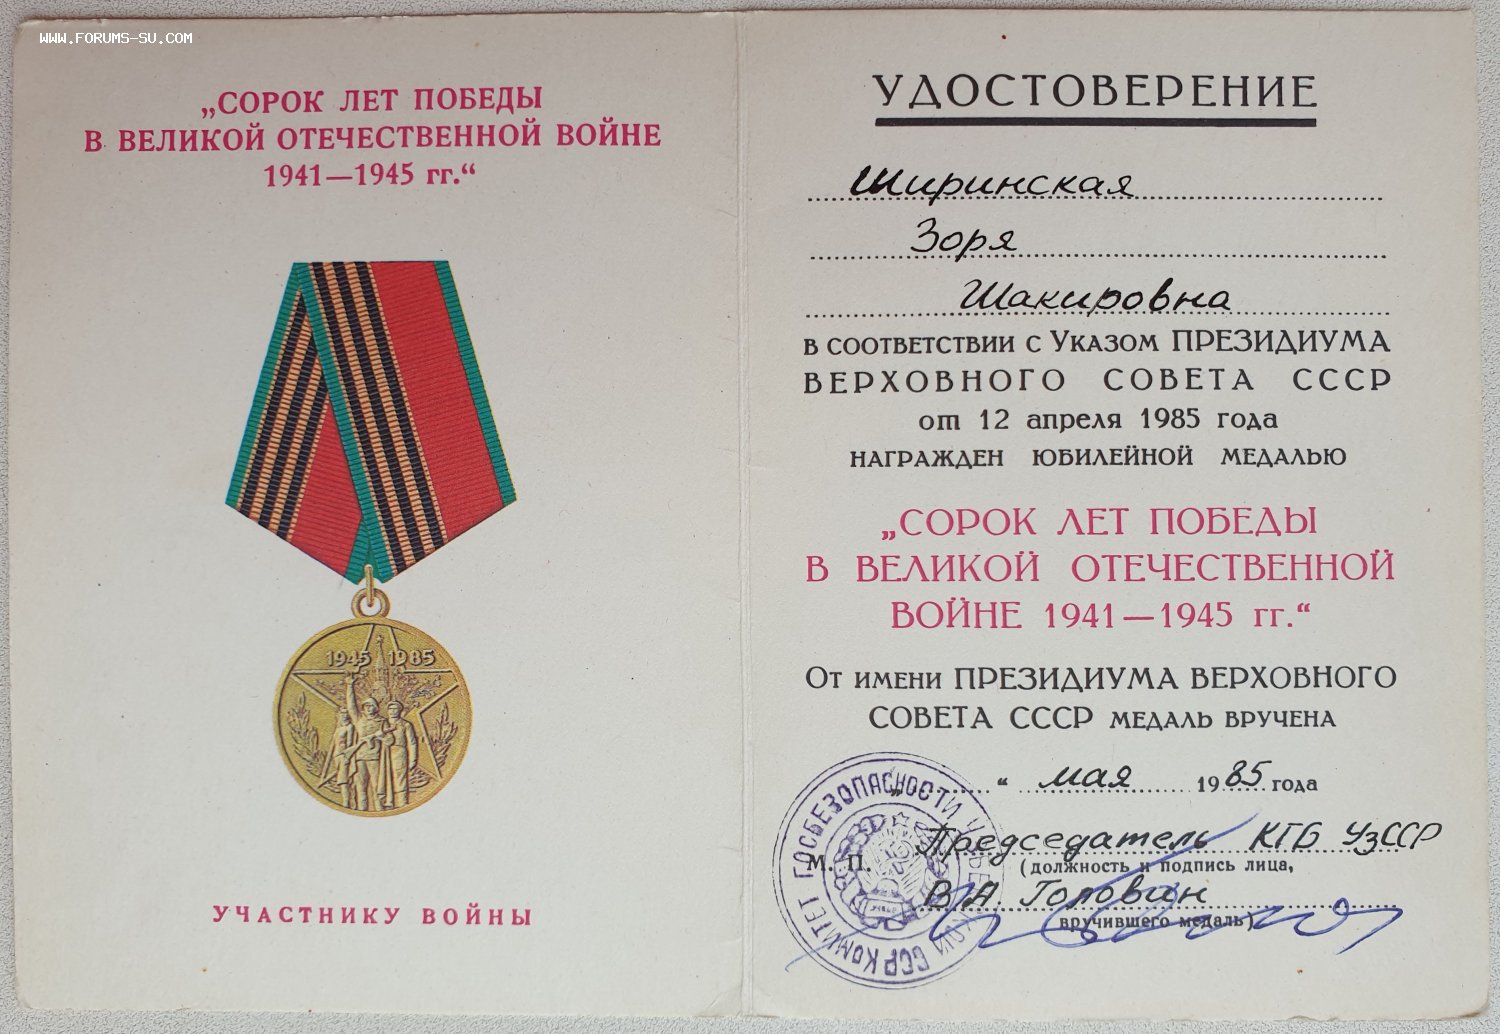 WWW.FORUMS-SU.COM
„СОРОК ЛЕТ ПОБЕДЫ
В ВЕЛИКОЙ ОТЕЧЕСТВЕННОЙ ВОЙНЕ
1941—1945 гг.“
1945 1985
УЧАСТНИКУ ВОЙНЫ
УДОСТОВЕРЕНИЕ
Ширинская
Зоря
Шакировна
В СООТВЕТСТВИИ С УКАЗОМ ПРЕЗИДИУМА
ВЕРХОВНОГО СОВЕТА СССР
от 12 апреля 1985 года
НАГРАЖДЕН ЮБИЛЕЙНОЙ МЕДАЛЬЮ
„СОРОК ЛЕТ ПОБЕДЫ
В ВЕЛИКОЙ ОТЕЧЕСТВЕННОЙ
ВОЙНЕ 1941—1945 гг.“
ОТ ИМЕНИ ПРЕЗИДИУМА ВЕРХОВНОГО
СОВЕТА СССР МЕДАЛЬ ВРУЧЕНА
„ “ мая 1985 года
Председатель КГБ УзССР
М. П. (должность и подпись лица,
В.А. Головин
вручившего медаль)
КОМИТЕТ ГОСБЕЗОПАСНОСТИ ССР